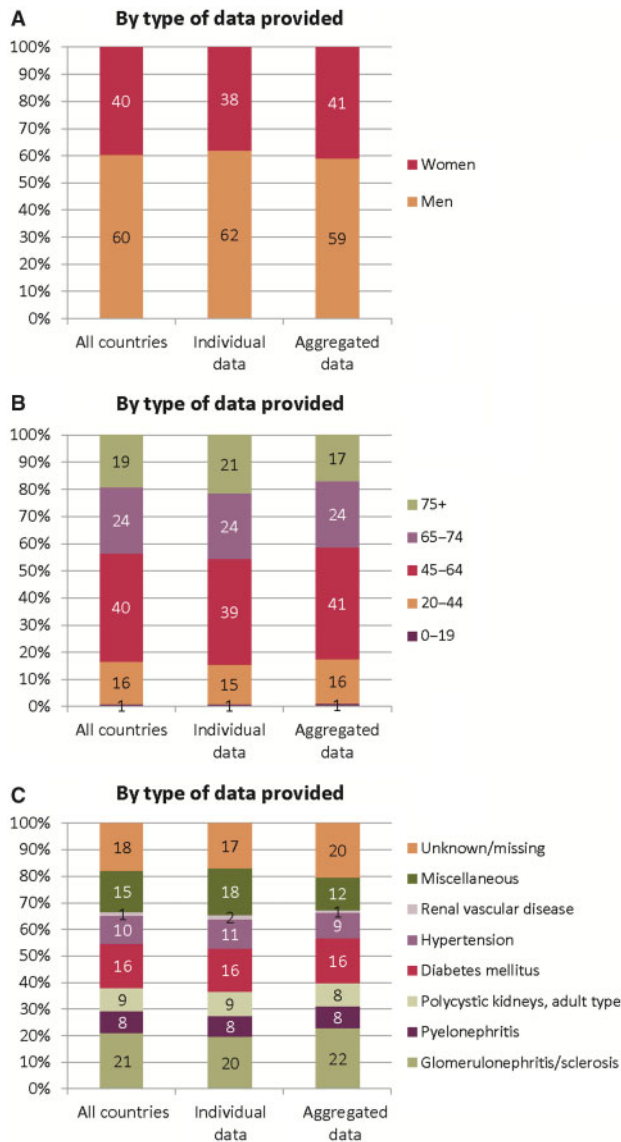 A
By type of data provided
100%
90%
80%
70%
60%
50%
40%
30%
20%
10%
0%
40
38
41
60
62
59
All countries
Individual
data
Aggregated
data
Women
Men
B
By type of data provided
100%
90%
80%
70%
60%
50%
40%
30%
20%
10%
0%
19
21
17
24
24
24
40
39
41
16
15
16
1
1
1
All countries
Individual
data
Aggregated
data
75+
65–74
45–64
20–44
0–19
C
By type of data provided
100%
90%
80%
70%
60%
50%
40%
30%
20%
10%
0%
18
17
20
15
18
12
1
2
1
10
11
9
16
16
16
9
9
8
8
8
8
21
20
22
All countries
Individual
data
Aggregated
data
Unknown/missing
Miscellaneous
Renal vascular disease
Hypertension
Diabetes mellitus
Polycystic kidneys, adult type
Pyelonephritis
Glomerulonephritis/sclerosis